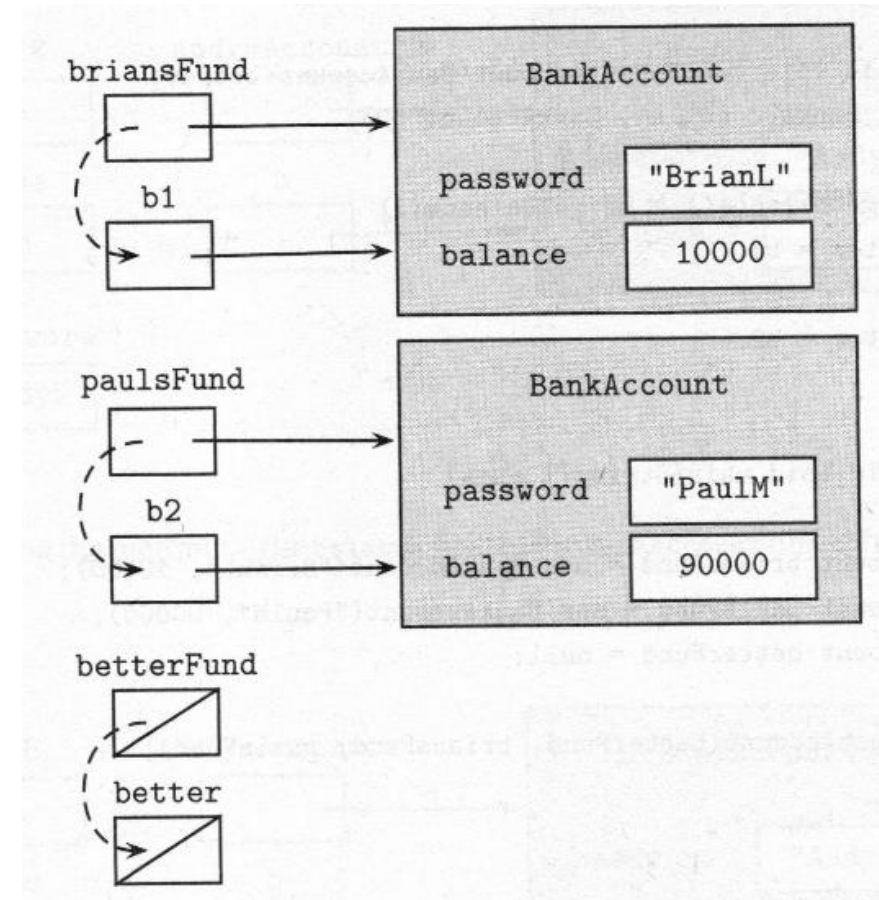 briansFund
BankAccount
password "BrianL"
b1
balance 10000
paulsFund
BankAccount
password "PaulM"
b2
balance 90000
betterFund
better